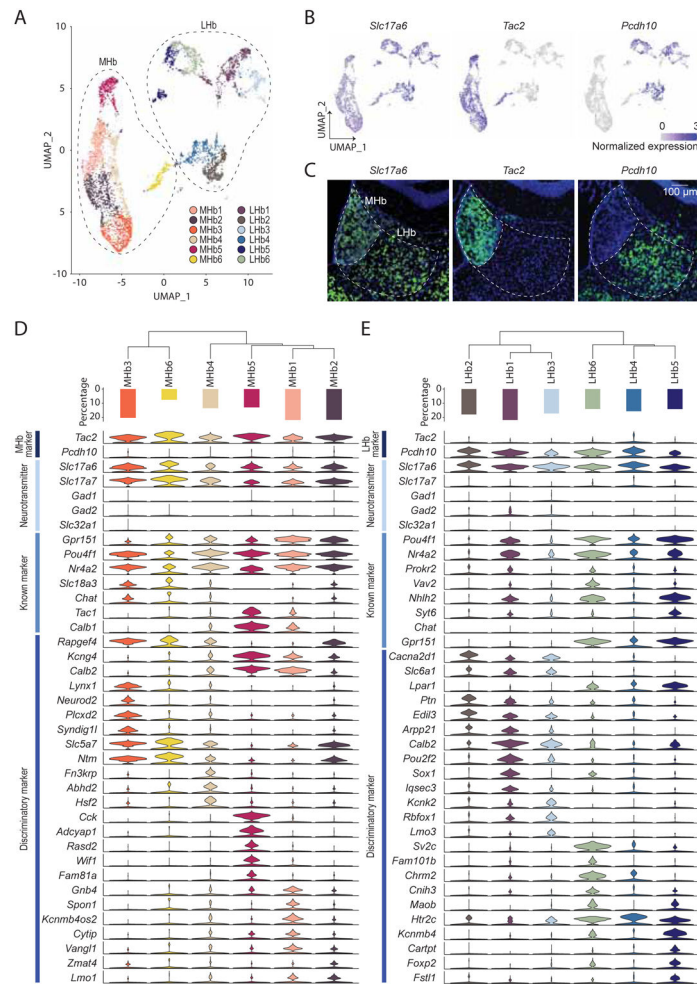 A
MHb
LHb
10
5
0
5
-10
UMAP_2
-10
-5
0
5
10
UMAP_1
MHb1
LHb1
MHb2
LHb2
MHb3
LHb3
MHb4
LHb4
MHb5
LHb5
MHb6
LHb6
B
Slc17a6
Tac2
Pcdh10
UMAP_2
UMAP_1
0
3
Normalized expression
C
Slc17a6
Tac2
Pcdh10
MHb
LHb
100 µm
D
MHb3
MHb6
MHb4
MHb5
MHb1
MHb2
Percentage
0
10
20
MHb marker
Tac2
Pcdh10
Neurotransmitter
Slc17a6
Slc17a7
Gad1
Gad2
Slc32a1
Known marker
Gpr151
Pou4f1
Nr4a2
Slc18a3
Chat
Tac1
Calb1
Discriminatory marker
Rapgef4
Kcng4
Calb2
Lynx1
Neurod2
Plcxd2
Syndig1l
Slc5a7
Ntm
Fn3krp
Abhd2
Hsf2
Cck
Adcyap1
Rasd2
Wif1
Fam81a
Gnb4
Spon1
Kcnmb4os2
Cytip
Vangl1
Zmat4
Lmo1
E
LHb2
LHb1
LHb3
LHb6
LHb4
LHb5
Percentage
0
10
20
LHb marker
Tac2
Pcdh10
Neurotransmitter
Slc17a6
Slc17a7
Gad1
Gad2
Slc32a1
Known marker
Pou4f1
Nr4a2
Prokr2
Vav2
Nhlh2
Syt6
Chat
Gpr151
Discriminatory marker
Cacna2d1
Slc6a1
Lpar1
Ptn
Edil3
Arpp21
Calb2
Pou2f2
Sox1
Iqsec3
Kcnk2
Rbfox1
Lmo3
Sv2c
Fam101b
Chrm2
Cnih3
Maob
Htr2c
Kcnmb4
Cartpt
Foxp2
Fstl1